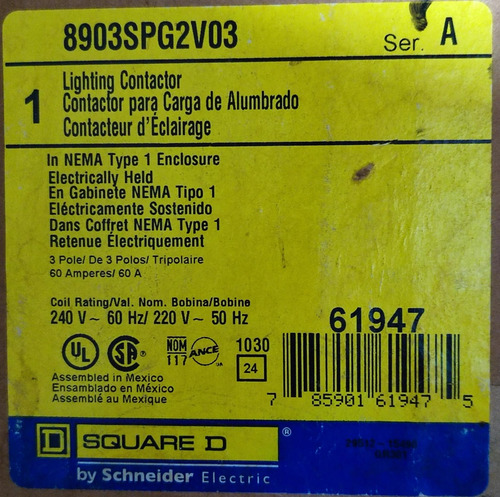 8903SPG2V03
Ser. A
1
Lighting Contactor
Contactor para Carga de Alumbrado
Contacteur d'Éclairage
In NEMA Type 1 Enclosure
Electrically Held
En Gabinete NEMA Tipo 1
Eléctricamente Sostenido
Dans Coffret NEMA Type 1
Retenue Électriquement
3 Pole/ De 3 Polos/ Tripolaire
60 Amperes/ 60 A
Coil Rating/Val. Nom. Bobina/Bobine
240 V ~ 60 Hz/ 220 V ~ 50 Hz
61947
UL
SA
NOM
117
ANCE
1030
24
Assembled in Mexico
Ensamblado en México
Assemblé au Mexique
7 85901 61947 5
D SQUARE D ®
by Schneider Electric